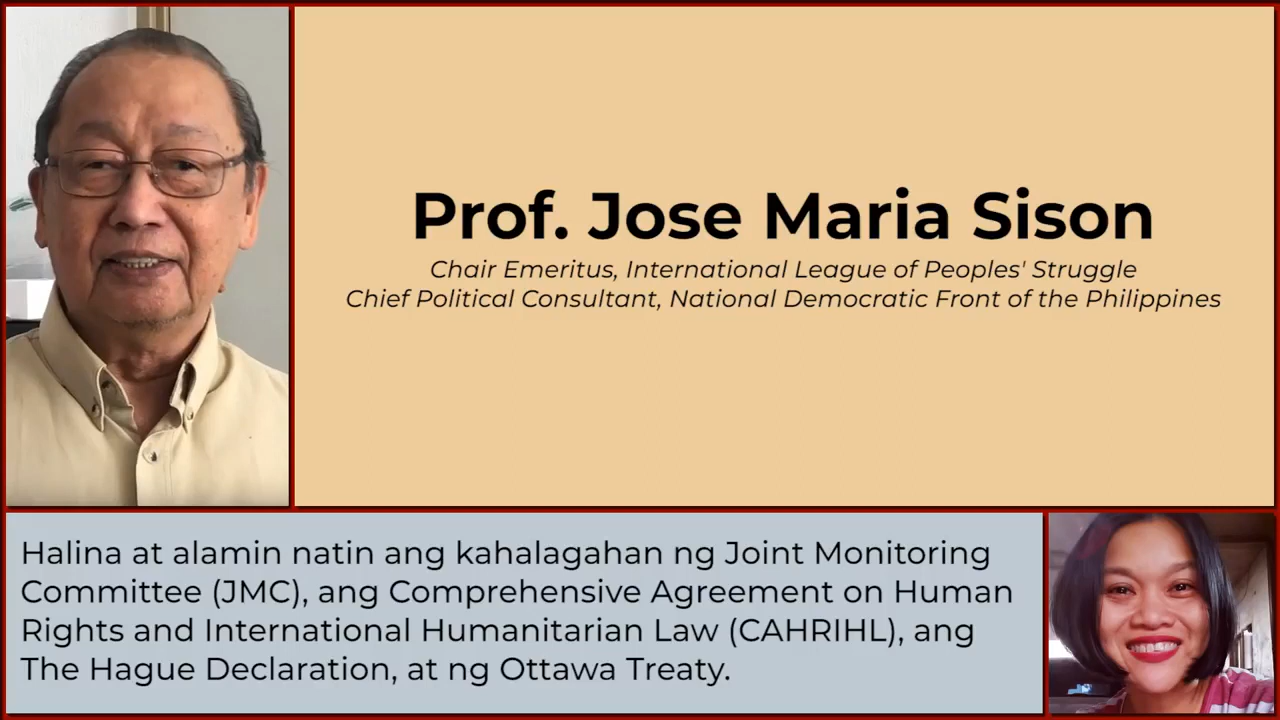 Prof. Jose Maria Sison
Chair Emeritus, International League of Peoples' Struggle
Chief Political Consultant, National Democratic Front of the Philippines
Halina at alamin natin ang kahalagahan ng Joint Monitoring
Committee (JMC), ang Comprehensive Agreement on Human
Rights and International Humanitarian Law (CAHRIHL), ang
The Hague Declaration, at ng Ottawa Treaty.